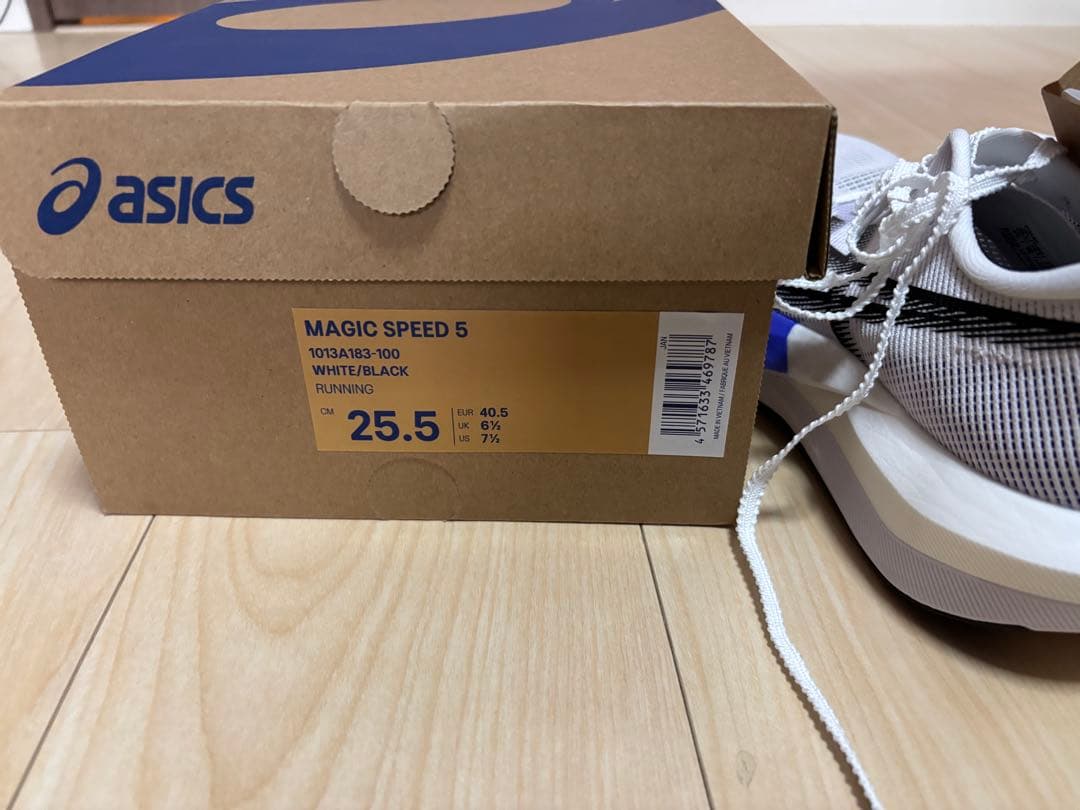 asics
MAGIC SPEED 5
1013A183-100
WHITE/BLACK
RUNNING
CM 25.5
EUR 40.5
UK 6½
US 7½
JAN
4 571633 469787
MADE IN VIETNAM / FABRIQUÉ AU VIETNAM